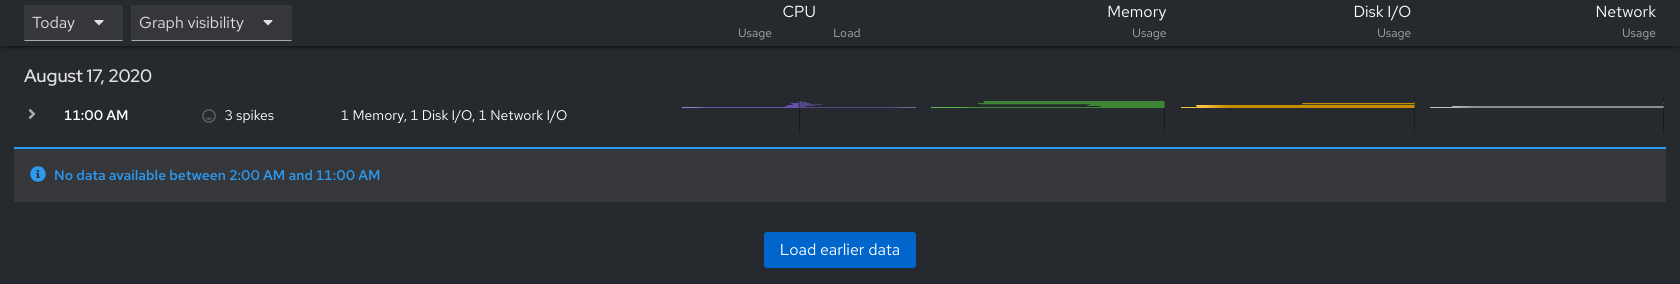 Today
Graph visibility
CPU
Memory
Disk I/O
Network
Usage
Load
Usage
Usage
Usage
August 17, 2020
11:00 AM
3 spikes
1 Memory, 1 Disk I/O, 1 Network I/O
No data available between 2:00 AM and 11:00 AM
Load earlier data